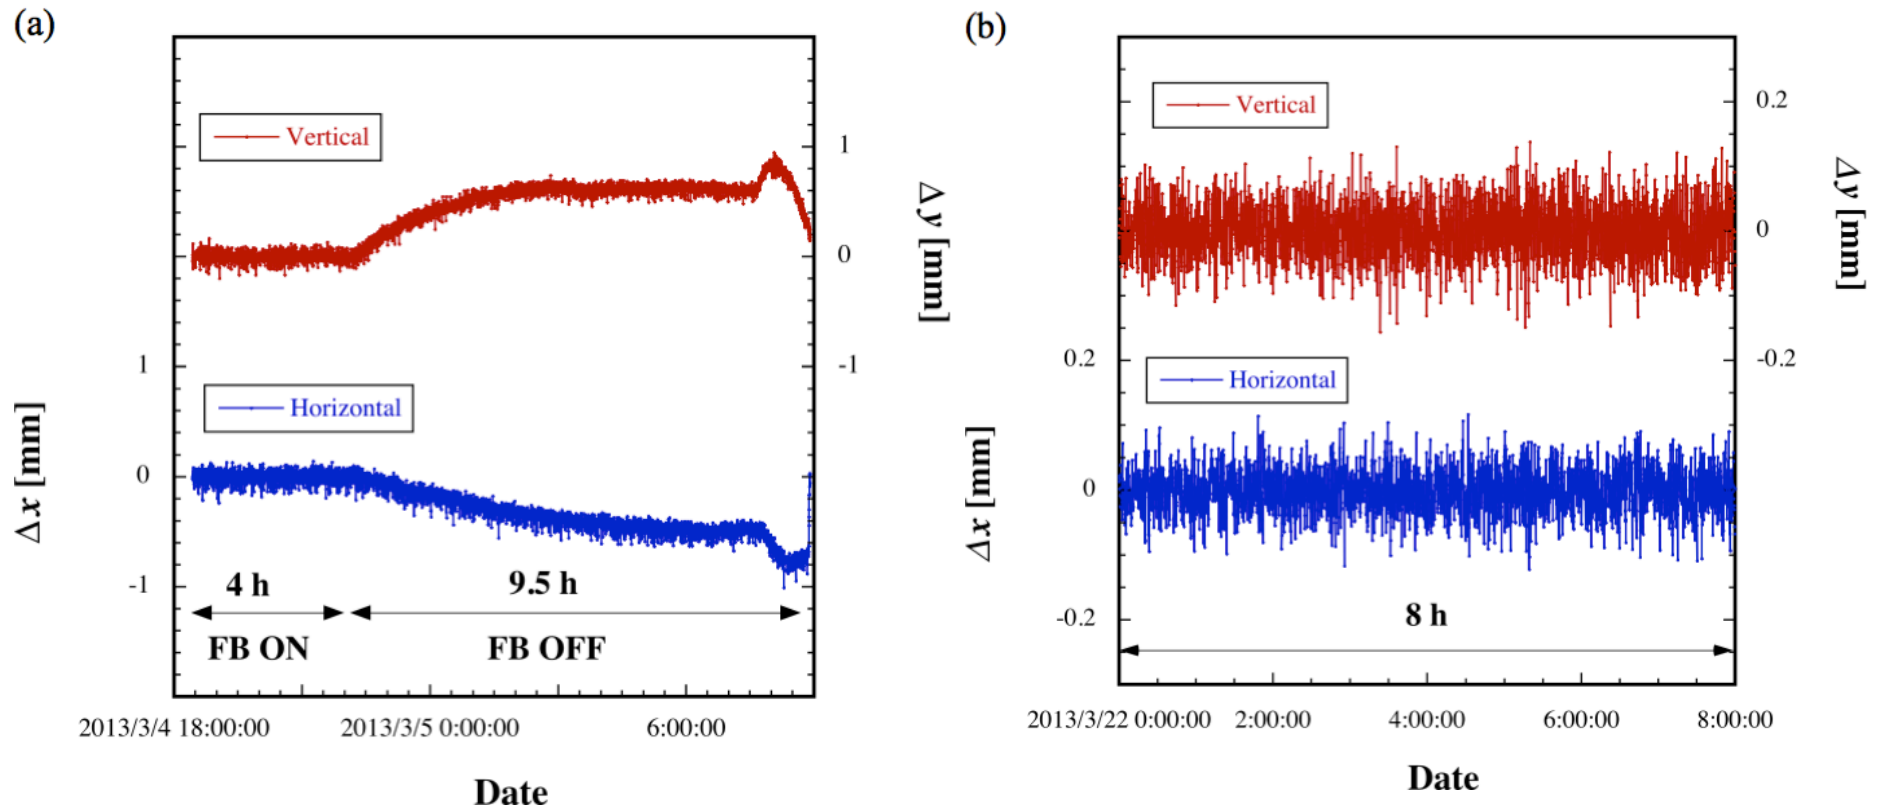 (a)
Vertical
1
0
-1
Δy [mm]
1
0
-1
Δx [mm]
Horizontal
4 h
9.5 h
FB ON
FB OFF
2013/3/4 18:00:00
2013/3/5 0:00:00
6:00:00
Date
(b)
Vertical
0.2
0
-0.2
Δy [mm]
0.2
0
-0.2
Δx [mm]
Horizontal
8 h
2013/3/22 0:00:00
2:00:00
4:00:00
6:00:00
8:00:00
Date